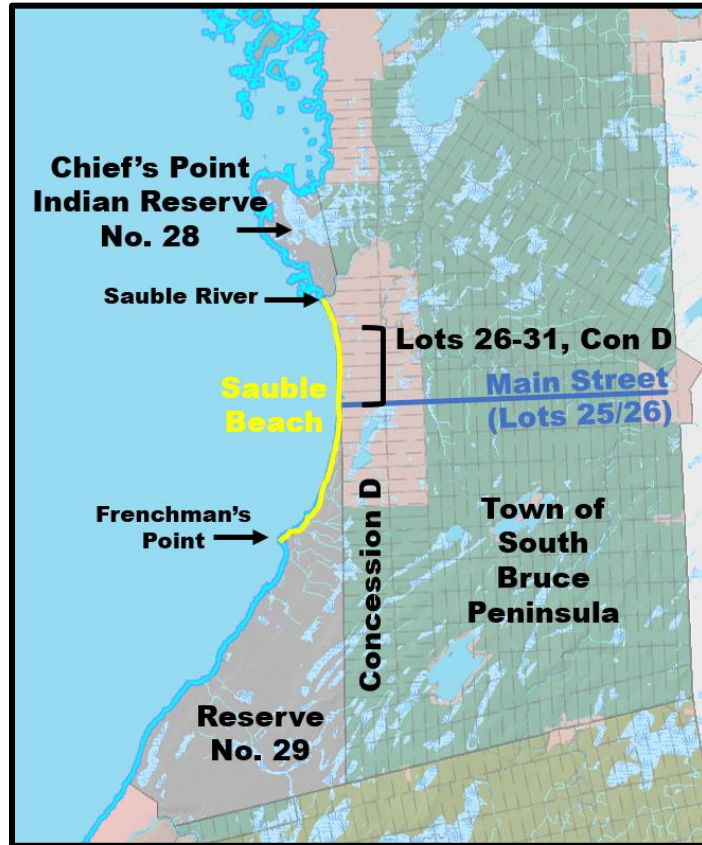 Chief's Point
Indian Reserve
No. 28
Sauble River
Lots 26-31, Con D
Sauble
Beach
Main Street
(Lots 25/26)
Frenchman's
Point
Concession D
Town of
South
Bruce
Peninsula
Reserve
No. 29